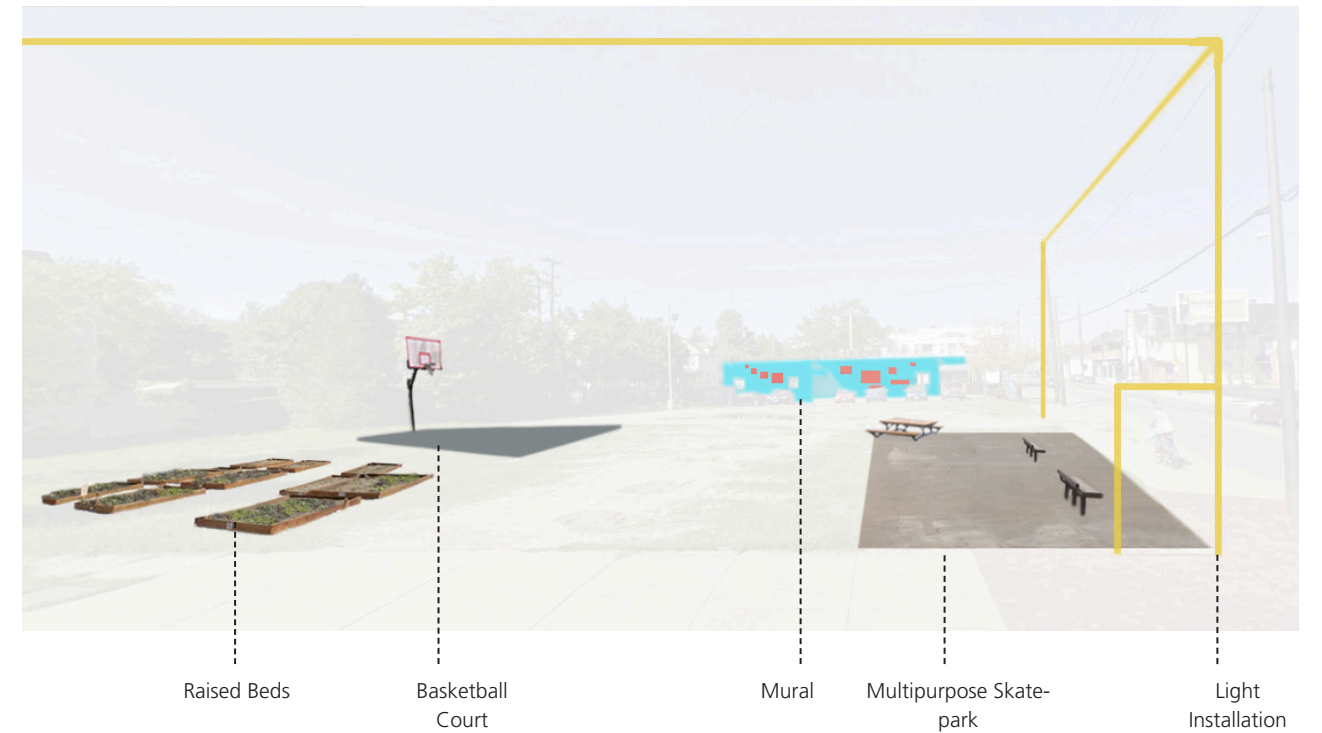 Raised Beds
Basketball
Court
Mural
Multipurpose Skate-
park
Light
Installation